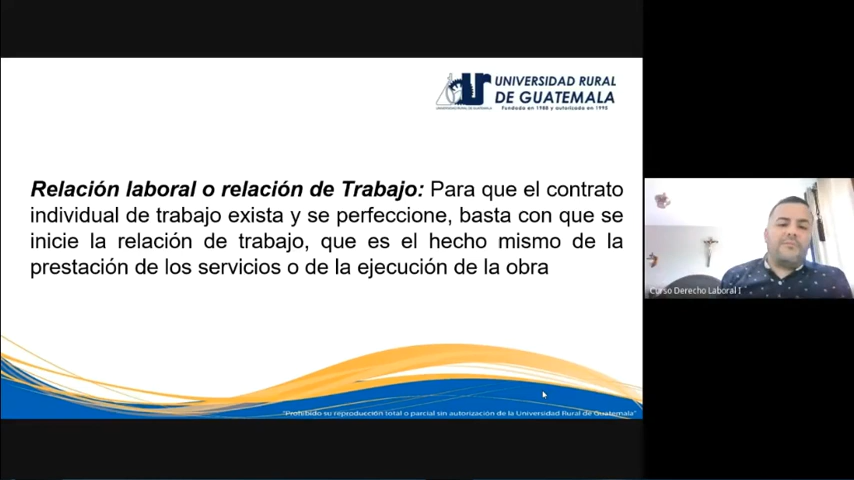 UNIVERSIDAD RURAL
DE GUATEMALA
Fundada en 1988 y autorizada en 1995
Relación laboral o relación de Trabajo: Para que el contrato
individual de trabajo exista y se perfeccione, basta con que se
inicie la relación de trabajo, que es el hecho mismo de la
prestación de los servicios o de la ejecución de la obra
Curso Derecho Laboral I
"Prohibido su reproducción total o parcial sin autorización de la Universidad Rural de Guatemala"